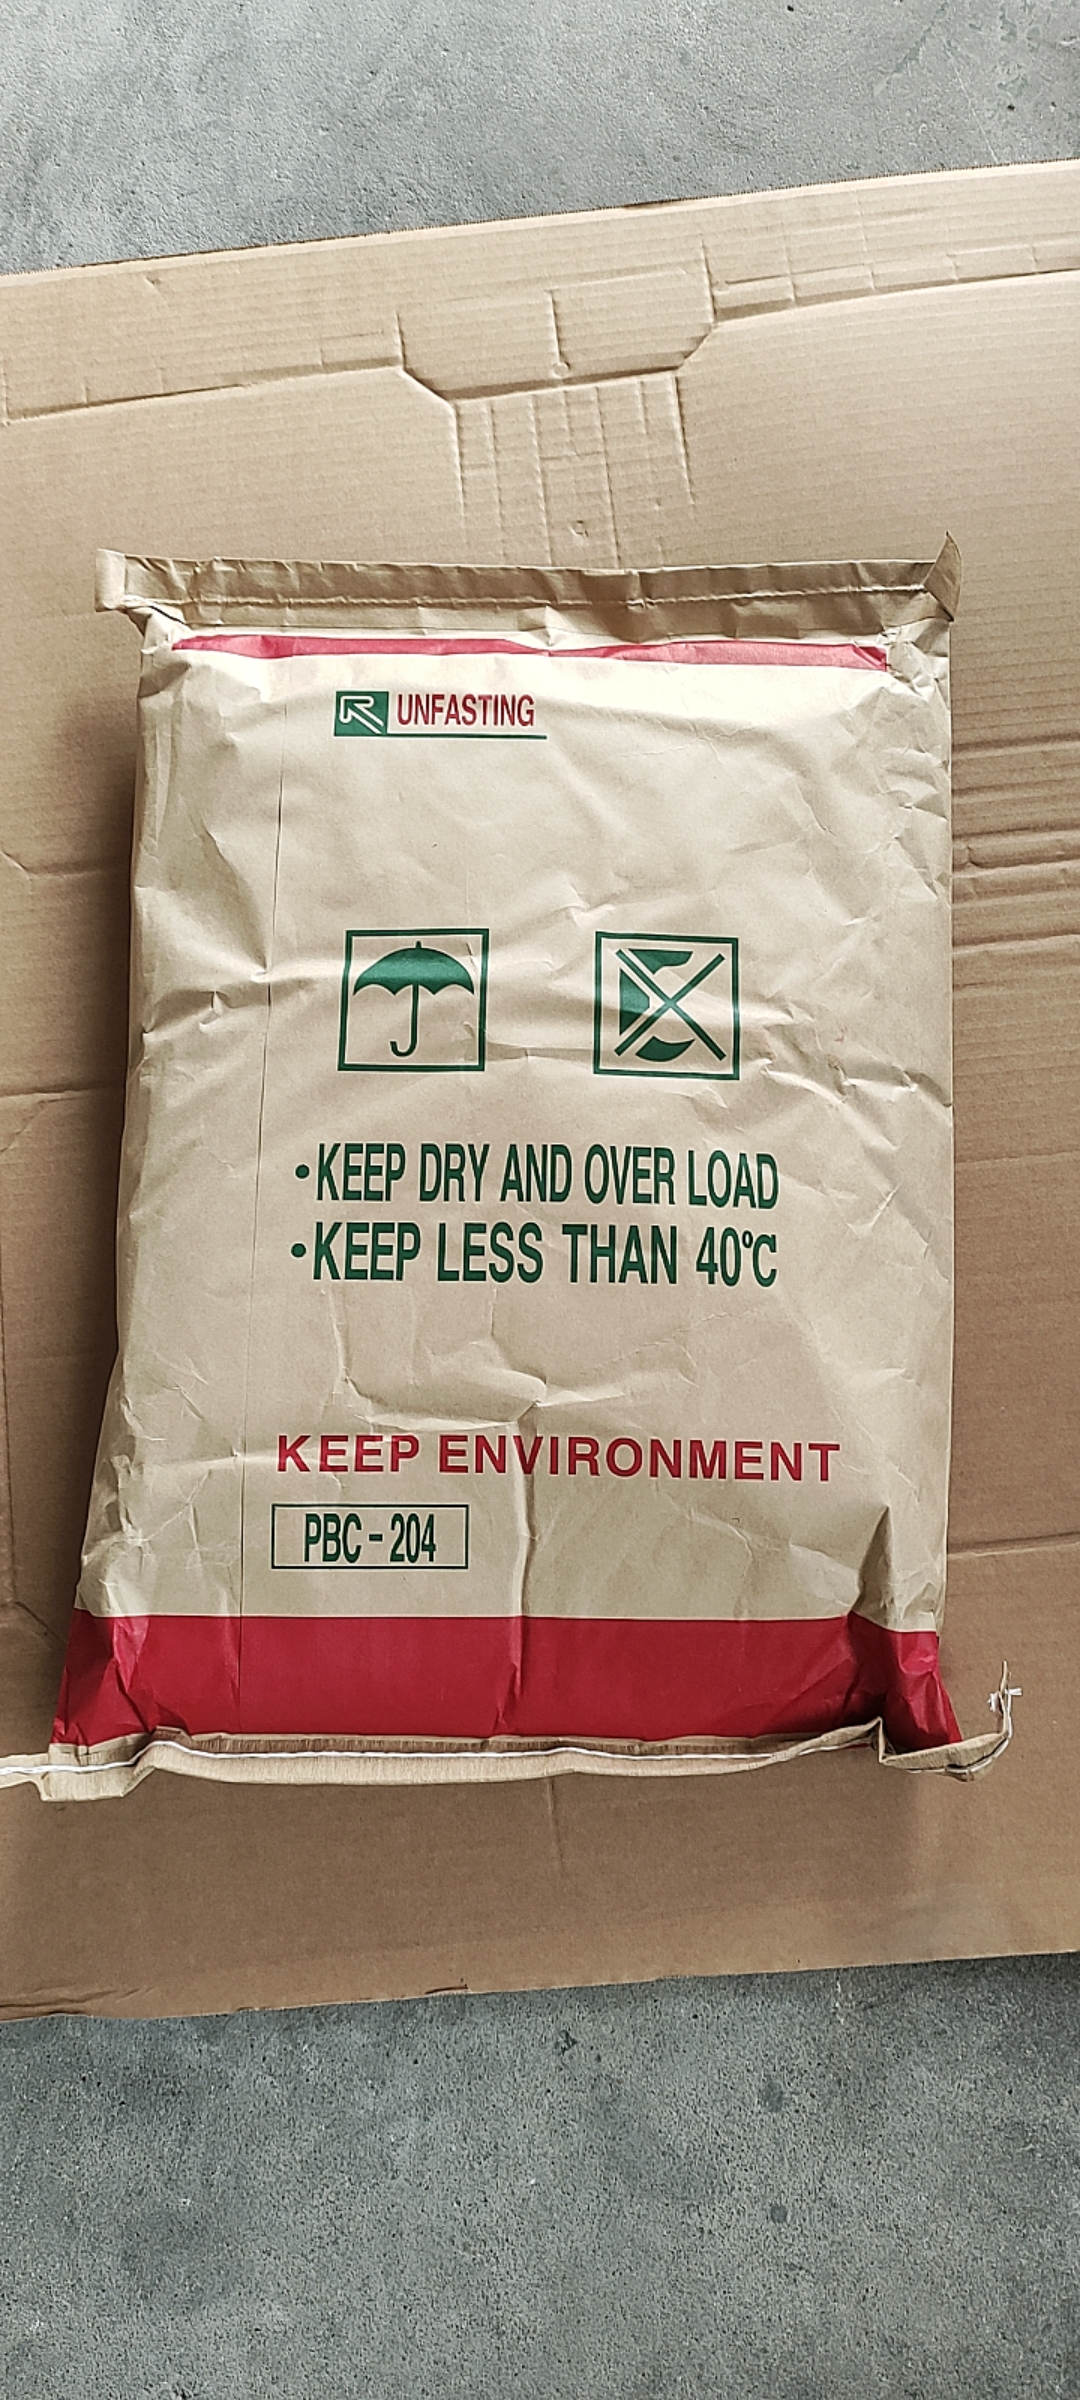 UNFASTING
•KEEP DRY AND OVER LOAD
•KEEP LESS THAN 40°C
KEEP ENVIRONMENT
PBC-204